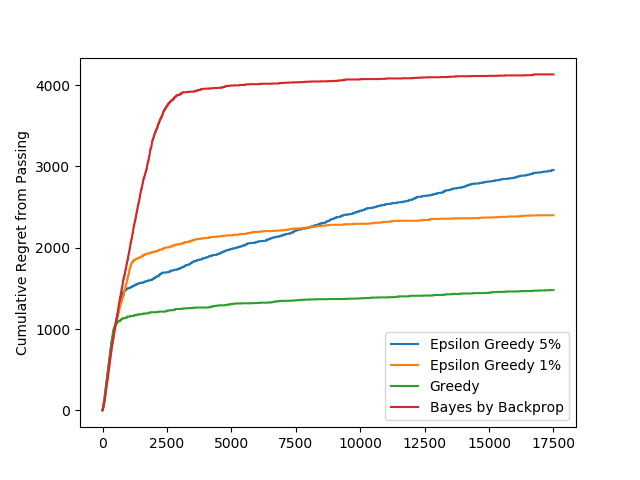 Cumulative Regret from Passing
4000
3000
2000
1000
0
0 2500 5000 7500 10000 12500 15000 17500
Epsilon Greedy 5%
Epsilon Greedy 1%
Greedy
Bayes by Backprop